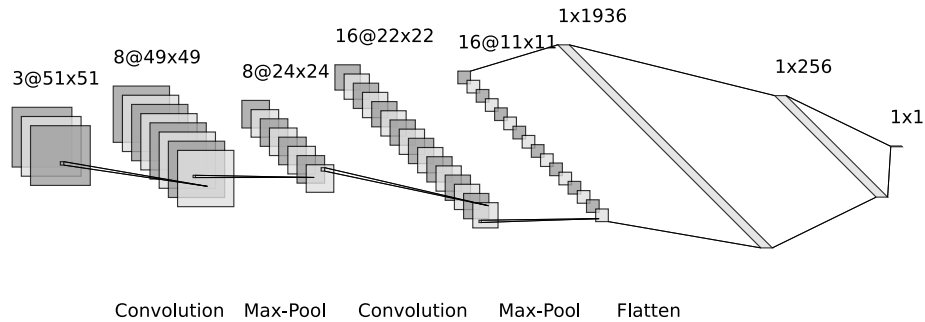 3@51x51
8@49x49
8@24x24
16@22x22
16@11x11
1x1936
1x256
1x1
Convolution
Max-Pool
Convolution
Max-Pool
Flatten